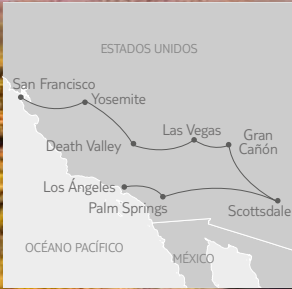 ESTADOS UNIDOS
San Francisco
Yosemite
Las Vegas
Gran
Cañón
Death Valley
Los Ángeles
Palm Springs
Scottsdale
OCÉANO PACÍFICO
MÉXICO